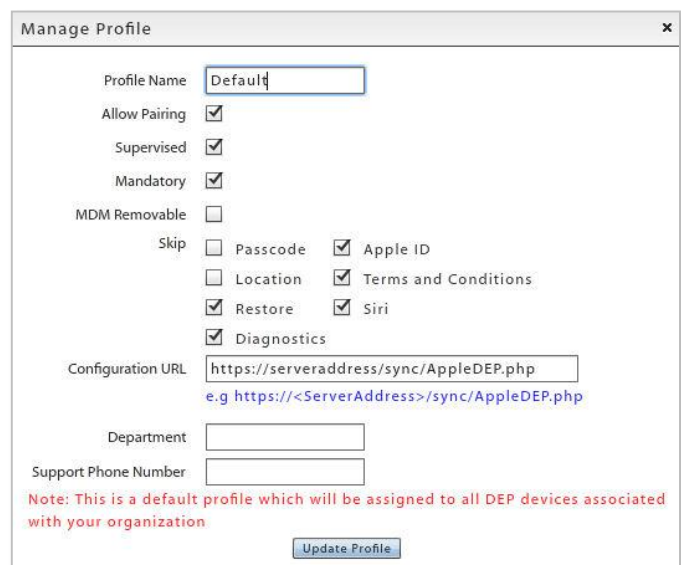 Manage Profile
Profile Name Default
Allow Pairing
Supervised
Mandatory
MDM Removable
Skip Passcode Apple ID
Location Terms and Conditions
Restore Siri
Diagnostics
Configuration URL https://serveraddress/sync/AppleDEP.php
e.g https://<ServerAddress>/sync/AppleDEP.php
Department
Support Phone Number
Note: This is a default profile which will be assigned to all DEP devices associated
with your organization
Update Profile